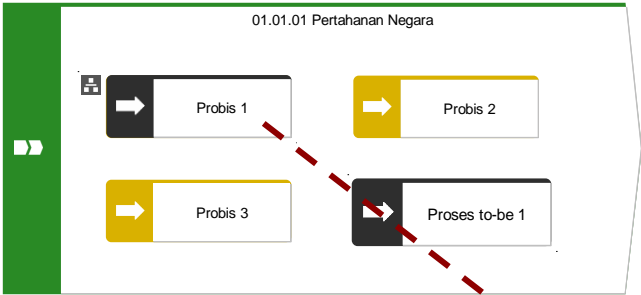 01.01.01 Pertahanan Negara
Probis 1
Probis 2
Probis 3
Proses to-be 1